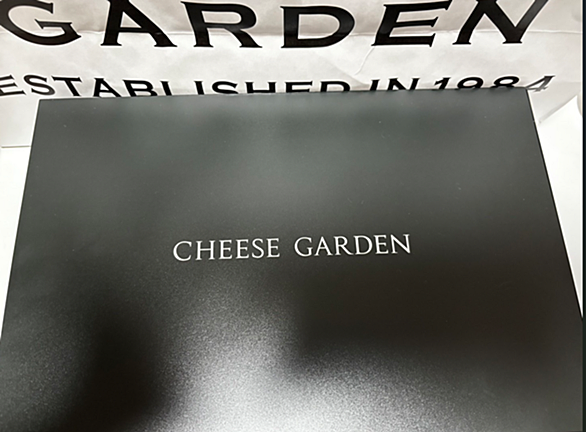 GARDEN
ESTABLISHED IN 1984
CHEESE GARDEN